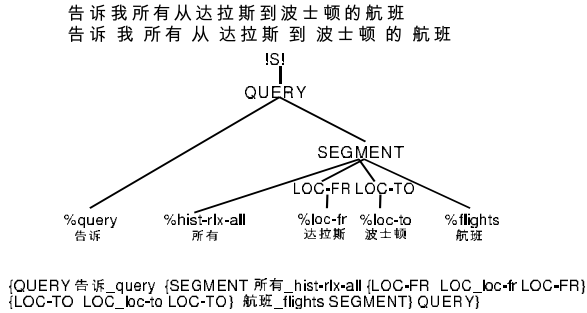 告诉我所有从达拉斯到波士顿的航班
告诉 我 所有 从 达拉斯 到 波士顿 的 航班
!S!
QUERY
SEGMENT
LOC-FR LOC-TO
%query %hist-rlx-all %loc-fr %loc-to %flights
告诉 所有 达拉斯 波士顿 航班
{QUERY 告诉_query {SEGMENT 所有_hist-rlx-all {LOC-FR LOC_loc-fr LOC-FR}
{LOC-TO LOC_loc-to LOC-TO} 航班_flights SEGMENT} QUERY}